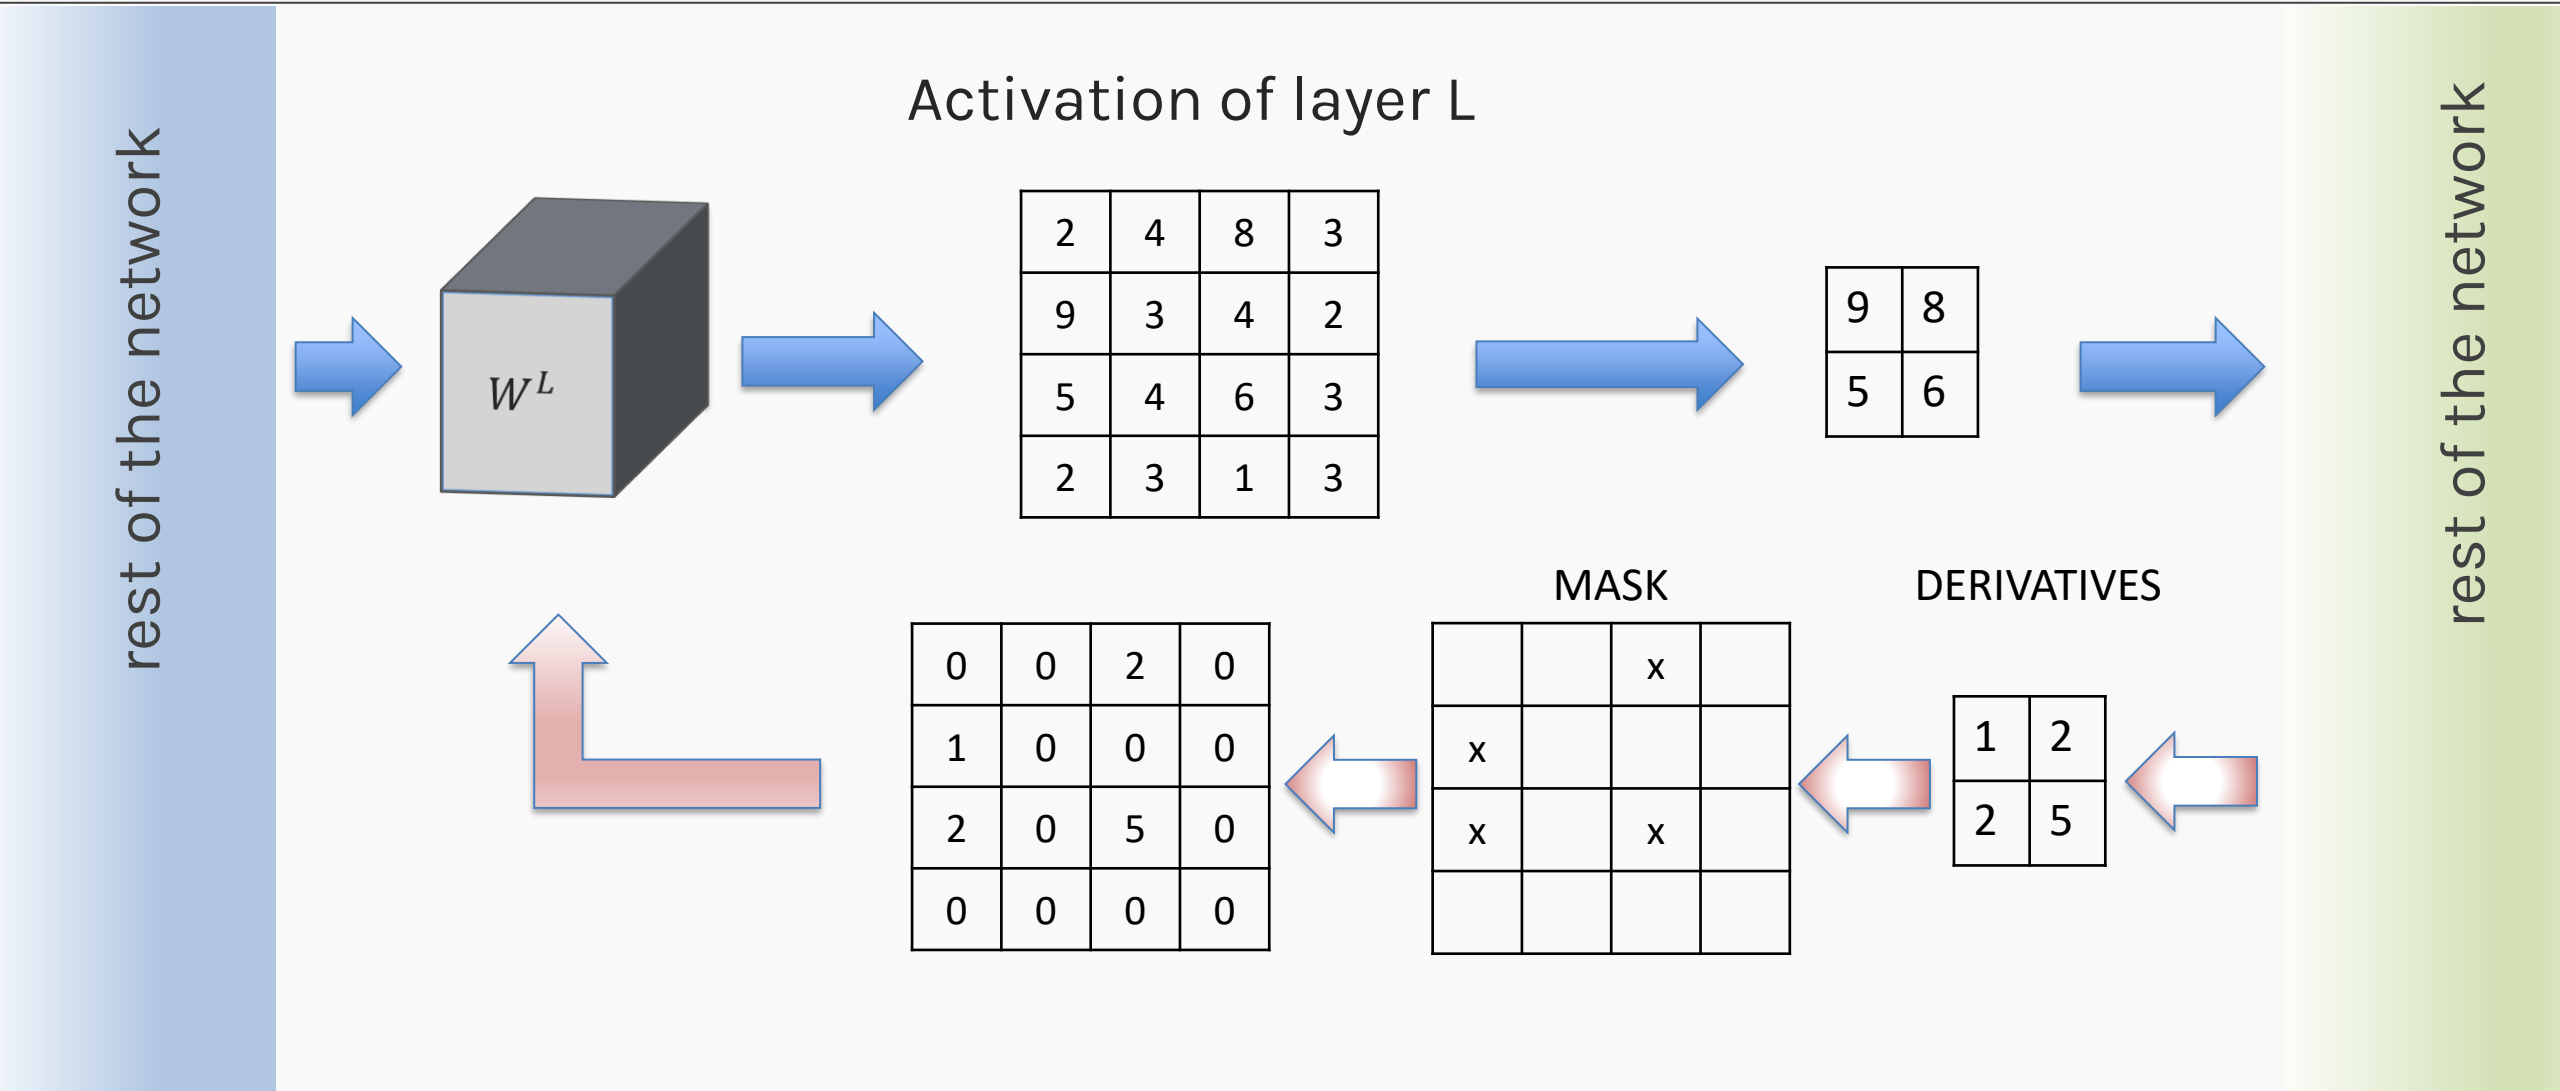 rest of the network
Activation of layer L
W^L
2 4 8 3
9 3 4 2
5 4 6 3
2 3 1 3
9 8
5 6
rest of the network
MASK
DERIVATIVES
0 0 2 0
1 0 0 0
2 0 5 0
0 0 0 0
x
x
x x
1 2
2 5